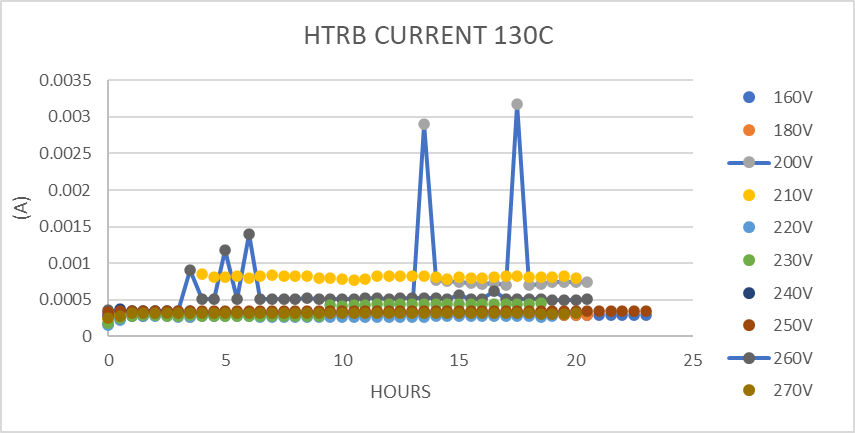 HTRB CURRENT 130C
0.0035
0.003
0.0025
0.002
0.0015
0.001
0.0005
0
(A)
0 5 10 15 20 25
HOURS
160V
180V
200V
210V
220V
230V
240V
250V
260V
270V